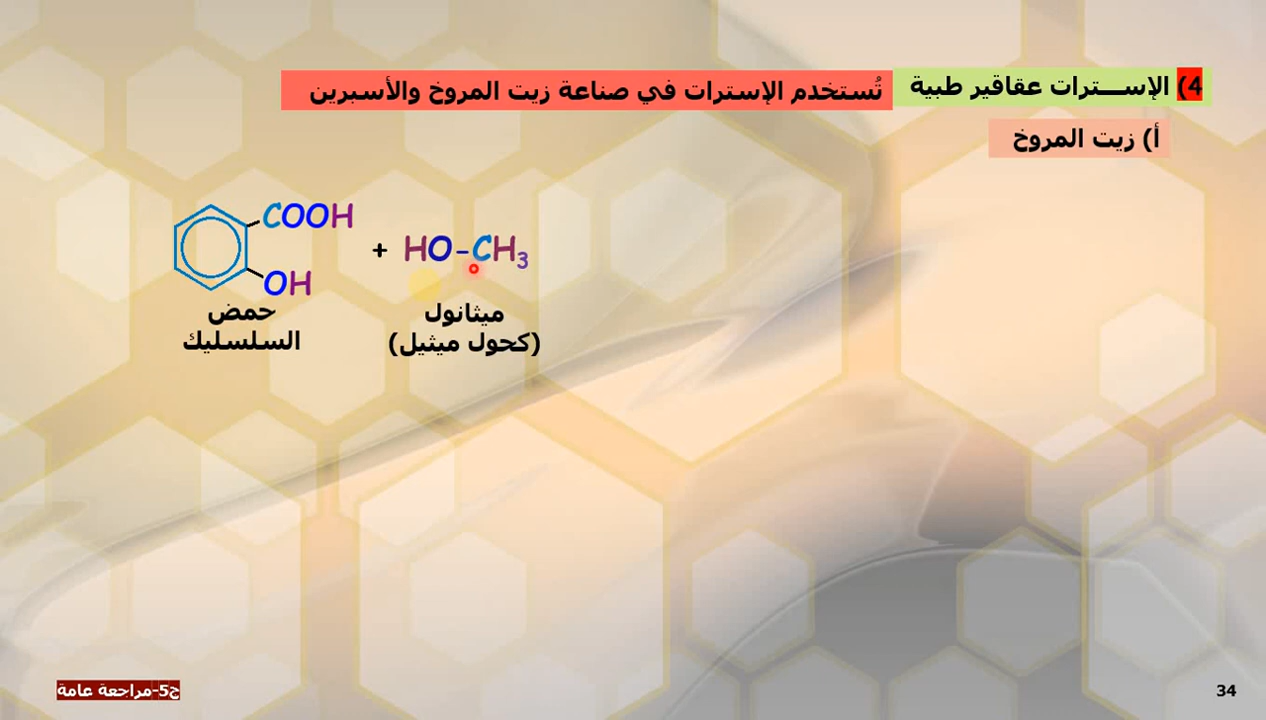 4) الإســـترات عقاقير طبية تُستخدم الإسترات في صناعة زيت المروخ والأسبرين
أ) زيت المروخ
COOH
+ HO-CH₃
OH
حمض السلسليك
ميثانول
(كحول ميثيل)
ج5-مراجعة عامة
34